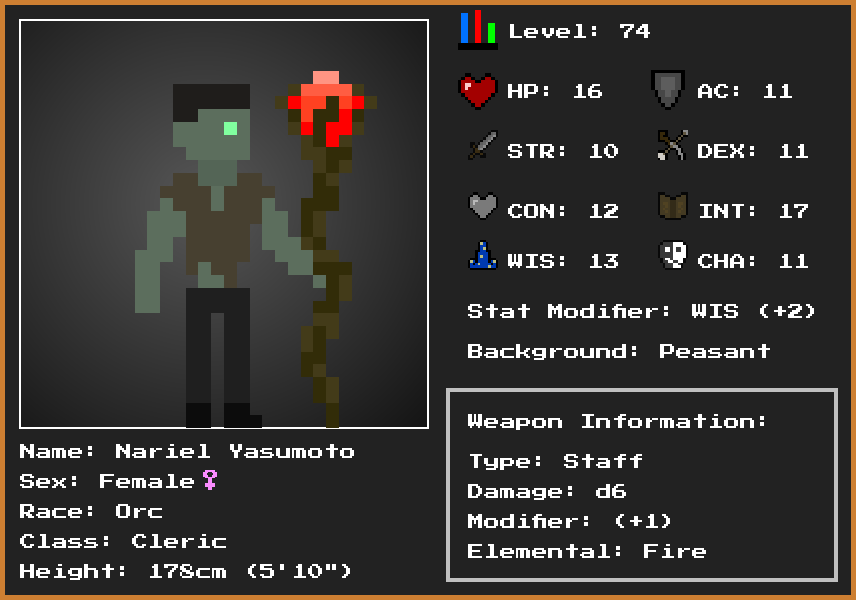 Level: 74
HP: 16
AC: 11
STR: 10
DEX: 11
CON: 12
INT: 17
WIS: 13
CHA: 11
Stat Modifier: WIS (+2)
Background: Peasant
Weapon Information:
Type: Staff
Damage: d6
Modifier: (+1)
Elemental: Fire
Name: Nariel Yasumoto
Sex: Female♀
Race: Orc
Class: Cleric
Height: 178cm (5'10")